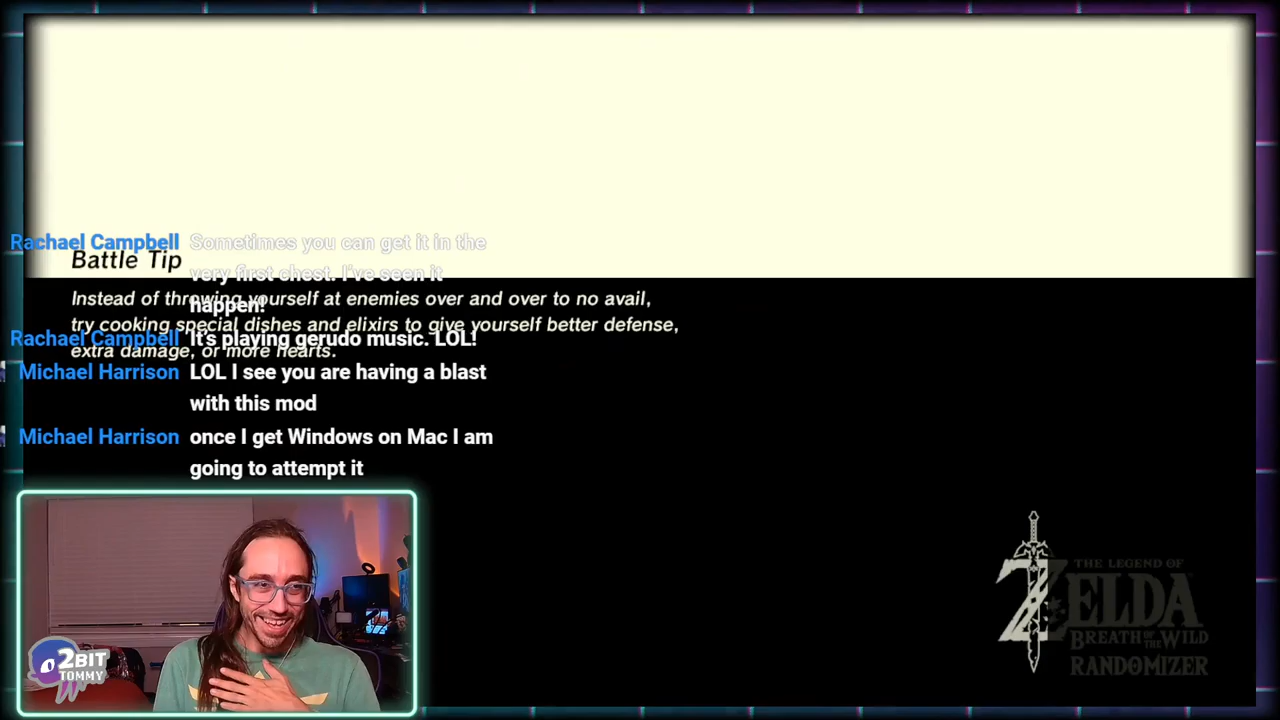 Rachael Campbell Sometimes you can get it in the
very first chest. I've seen it
happen!
Battle Tip
Instead of throwing yourself at enemies over and over to no avail,
try cooking special dishes and elixirs to give yourself better defense,
extra damage, or more hearts.
Rachael Campbell It's playing gerudo music. LOL!
Michael Harrison LOL I see you are having a blast
with this mod
Michael Harrison once I get Windows on Mac I am
going to attempt it
2BIT
TOMMY
THE LEGEND OF
ZELDA
BREATH OF THE WILD
RANDOMIZER